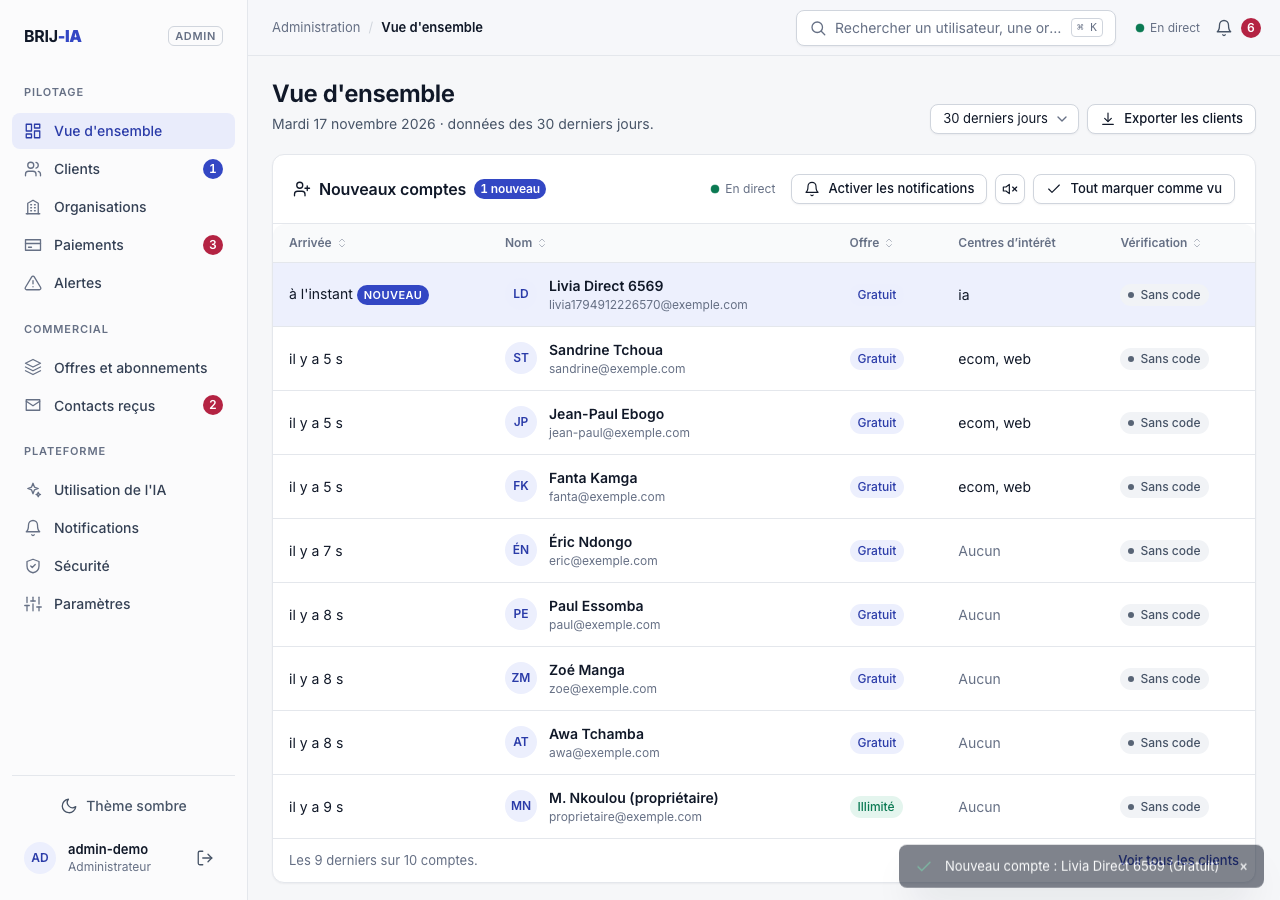 BRIJ-IA
ADMIN
PILOTAGE
Vue d'ensemble
Clients 1
Organisations
Paiements 3
Alertes
COMMERCIAL
Offres et abonnements
Contacts reçus 2
PLATEFORME
Utilisation de l'IA
Notifications
Sécurité
Paramètres
Thème sombre
AD
admin-demo
Administrateur
Administration / Vue d'ensemble
Rechercher un utilisateur, une or… ⌘ K
En direct
6
Vue d'ensemble
Mardi 17 novembre 2026 · données des 30 derniers jours.
30 derniers jours
Exporter les clients
Nouveaux comptes 1 nouveau
En direct
Activer les notifications
Tout marquer comme vu
Arrivée Nom Offre Centres d’intérêt Vérification
à l'instant NOUVEAU LD Livia Direct 6569 Gratuit ia Sans code
livia1794912226570@exemple.com
il y a 5 s ST Sandrine Tchoua Gratuit ecom, web Sans code
sandrine@exemple.com
il y a 5 s JP Jean-Paul Ebogo Gratuit ecom, web Sans code
jean-paul@exemple.com
il y a 5 s FK Fanta Kamga Gratuit ecom, web Sans code
fanta@exemple.com
il y a 7 s ÉN Éric Ndongo Gratuit Aucun Sans code
eric@exemple.com
il y a 8 s PE Paul Essomba Gratuit Aucun Sans code
paul@exemple.com
il y a 8 s ZM Zoé Manga Gratuit Aucun Sans code
zoe@exemple.com
il y a 8 s AT Awa Tchamba Gratuit Aucun Sans code
awa@exemple.com
il y a 9 s MN M. Nkoulou (propriétaire) Illimité Aucun Sans code
proprietaire@exemple.com
Les 9 derniers sur 10 comptes.
Voir tous les clients
Nouveau compte : Livia Direct 6569 (Gratuit) ×